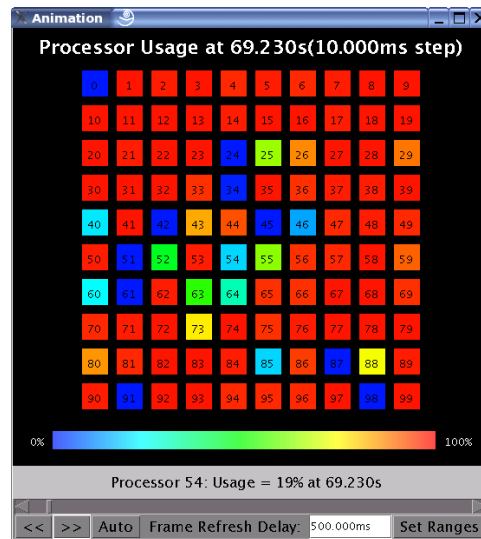 Animation
Processor Usage at 69.230s(10.000ms step)
0 1 2 3 4 5 6 7 8 9
10 11 12 13 14 15 16 17 18 19
20 21 22 23 24 25 26 27 28 29
30 31 32 33 34 35 36 37 38 39
40 41 42 43 44 45 46 47 48 49
50 51 52 53 54 55 56 57 58 59
60 61 62 63 64 65 66 67 68 69
70 71 72 73 74 75 76 77 78 79
80 81 82 83 84 85 86 87 88 89
90 91 92 93 94 95 96 97 98 99
0% 100%
Processor 54: Usage = 19% at 69.230s
<< >> Auto Frame Refresh Delay: 500.000ms Set Ranges